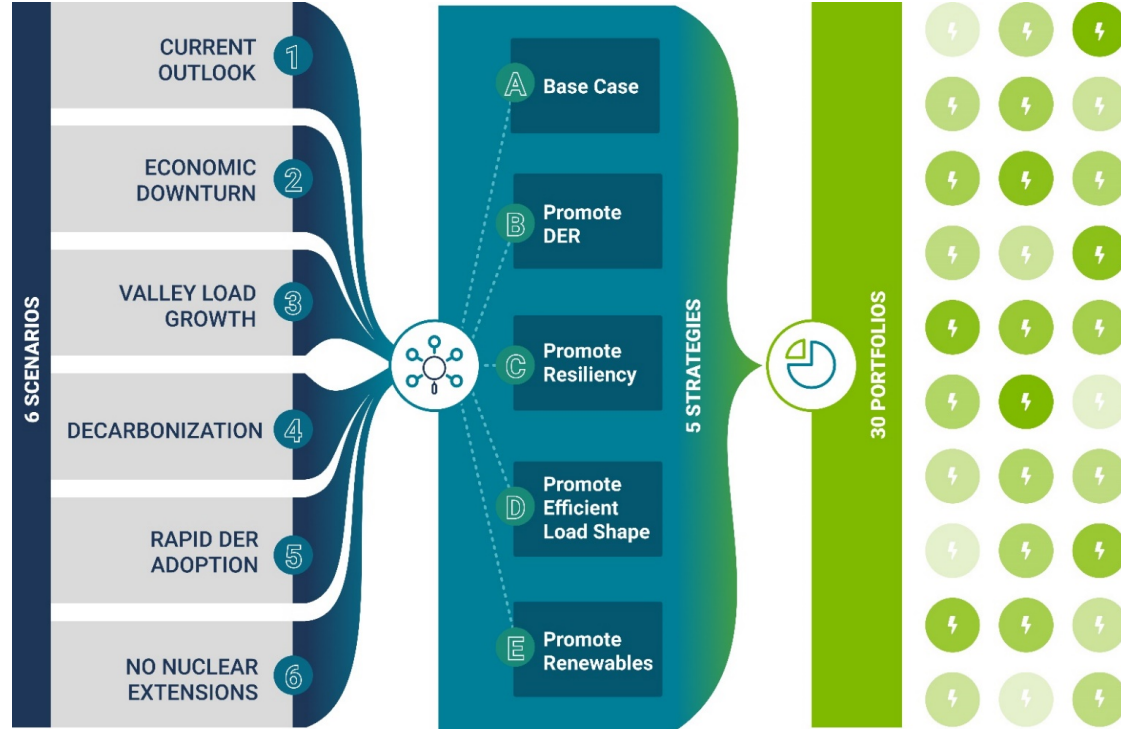 6 SCENARIOS
CURRENT
OUTLOOK
1
ECONOMIC
DOWNTURN
2
VALLEY LOAD
GROWTH
3
DECARBONIZATION
4
RAPID DER
ADOPTION
5
NO NUCLEAR
EXTENSIONS
6
A
Base Case
B
Promote
DER
C
Promote
Resiliency
D
Promote
Efficient
Load Shape
E
Promote
Renewables
5 STRATEGIES
30 PORTFOLIOS